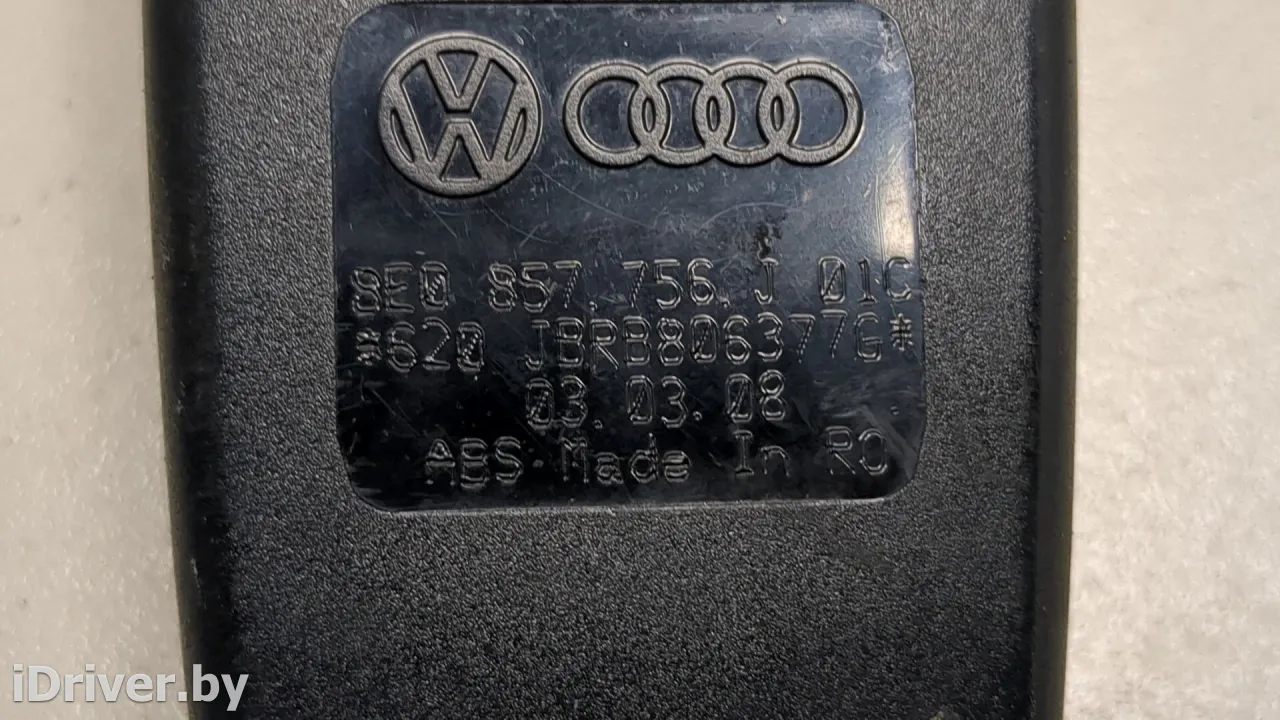 8E0 857.756.J 01C
*620 JBRB806377G*
03.03.08
ABS-Made In RO
iDriver.by